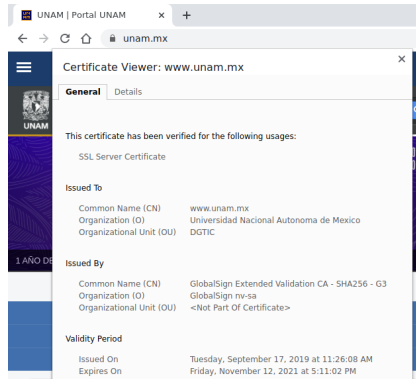 UNAM | Portal UNAM
unam.mx
Certificate Viewer: www.unam.mx
General Details
UNAM
This certificate has been verified for the following usages:
SSL Server Certificate
Issued To
Common Name (CN) www.unam.mx
Organization (O) Universidad Nacional Autonoma de Mexico
Organizational Unit (OU) DGTIC
1 AÑO DE
Issued By
Common Name (CN) GlobalSign Extended Validation CA - SHA256 - G3
Organization (O) GlobalSign nv-sa
Organizational Unit (OU) <Not Part Of Certificate>
Validity Period
Issued On Tuesday, September 17, 2019 at 11:26:08 AM
Expires On Friday, November 12, 2021 at 5:11:02 PM